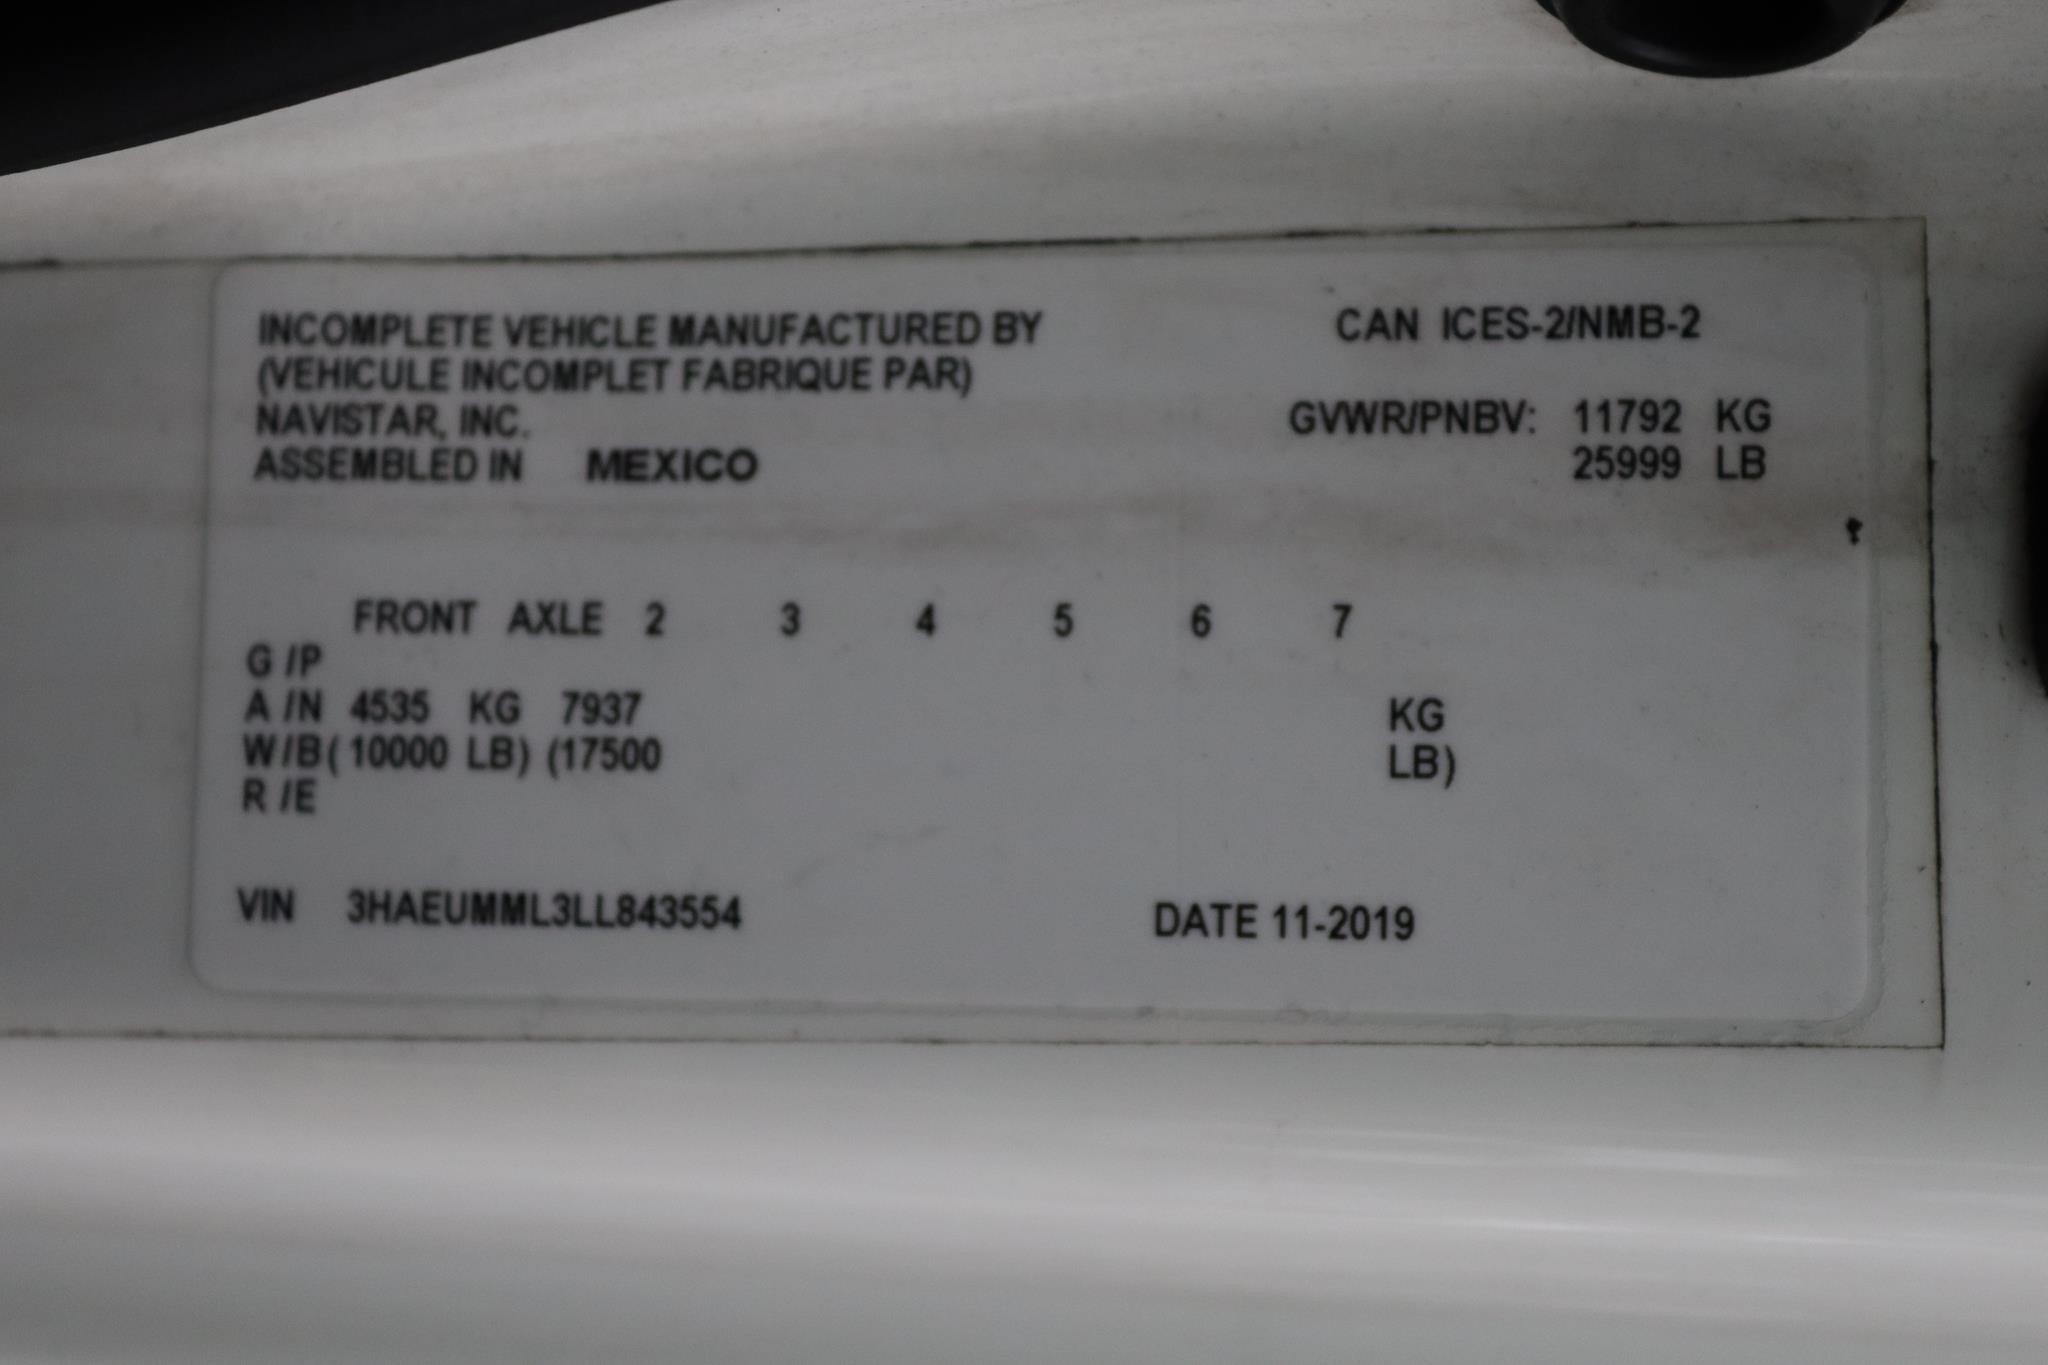 INCOMPLETE VEHICLE MANUFACTURED BY
(VEHICULE INCOMPLET FABRIQUE PAR)
NAVISTAR, INC.
ASSEMBLED IN MEXICO
CAN ICES-2/NMB-2
GVWR/PNBV: 11792 KG
25999 LB
FRONT AXLE 2 3 4 5 6 7
G /P
A /N 4535 KG 7937 KG
W /B ( 10000 LB) (17500 LB)
R /E
VIN 3HAEUMML3LL843554
DATE 11-2019